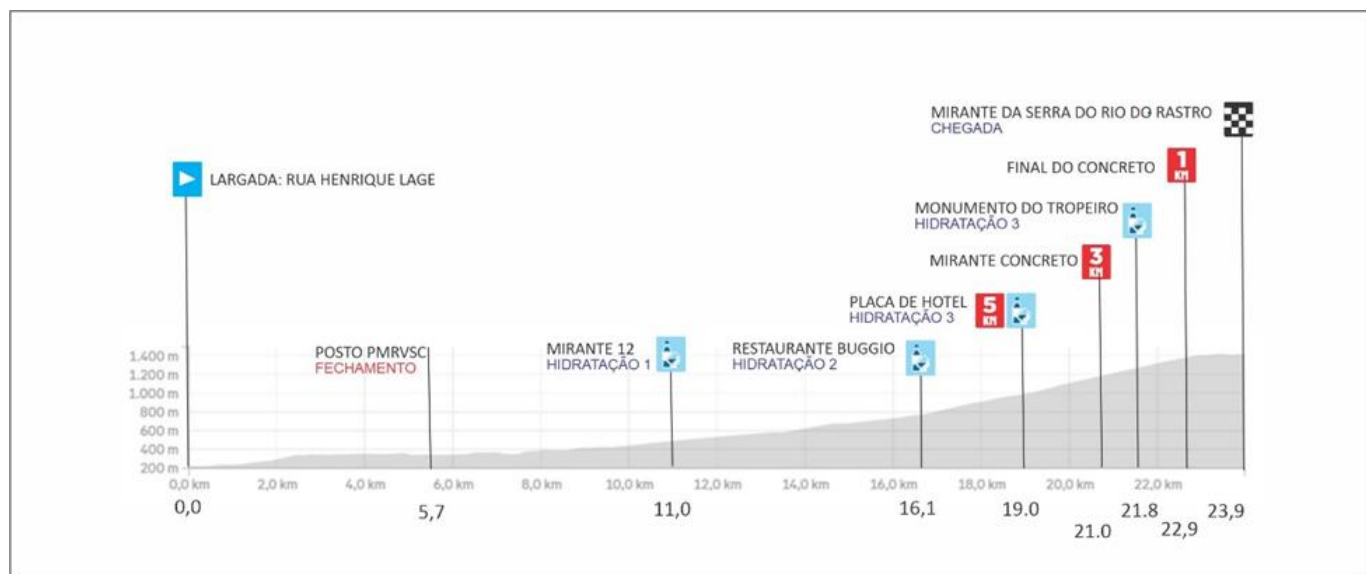 MIRANTE DA SERRA DO RIO DO RASTRO
CHEGADA
1
KM
FINAL DO CONCRETO
LARGADA: RUA HENRIQUE LAGE
MONUMENTO DO TROPEIRO
HIDRATAÇÃO 3
MIRANTE CONCRETO
3
KM
PLACA DE HOTEL
HIDRATAÇÃO 3
5
KM
POSTO PMRVSC
FECHAMENTO
MIRANTE 12
HIDRATAÇÃO 1
RESTAURANTE BUGGIO
HIDRATAÇÃO 2
1.400 m
1.200 m
1.000 m
800 m
600 m
400 m
200 m
0,0 km 2,0 km 4,0 km 6,0 km 8,0 km 10,0 km 12,0 km 14,0 km 16,0 km 18,0 km 20,0 km 22,0 km
0,0 5,7 11,0 16,1 19.0 21.8 23,9
21.0 22,9